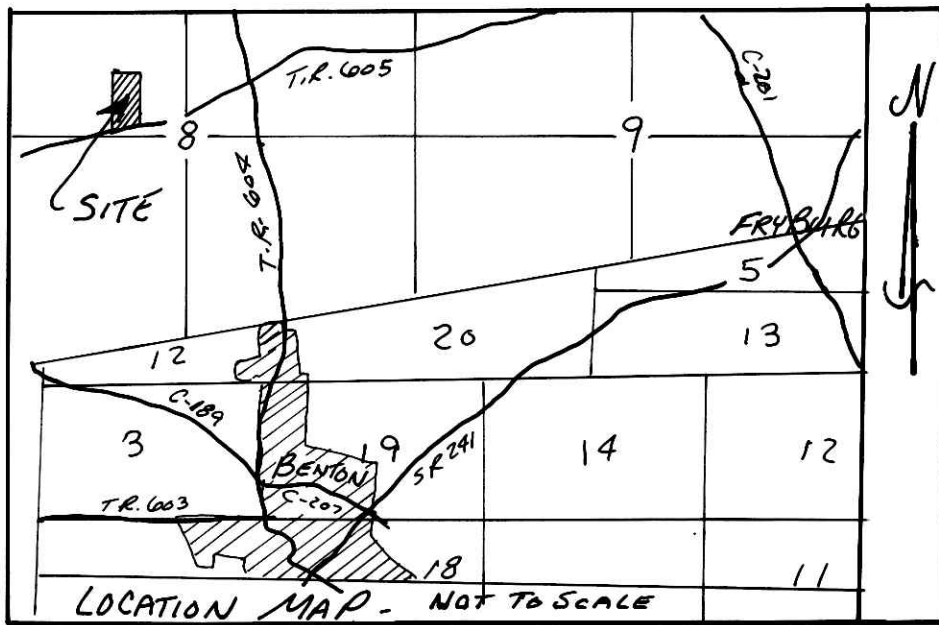 T.R. 605
C-201
N
8
9
SITE
T.R. 604
FRYBURG
5
12
20
13
C-189
3
19
SR 241
14
12
BENTON
C-207
T.R. 603
18
11
LOCATION MAP - NOT TO SCALE